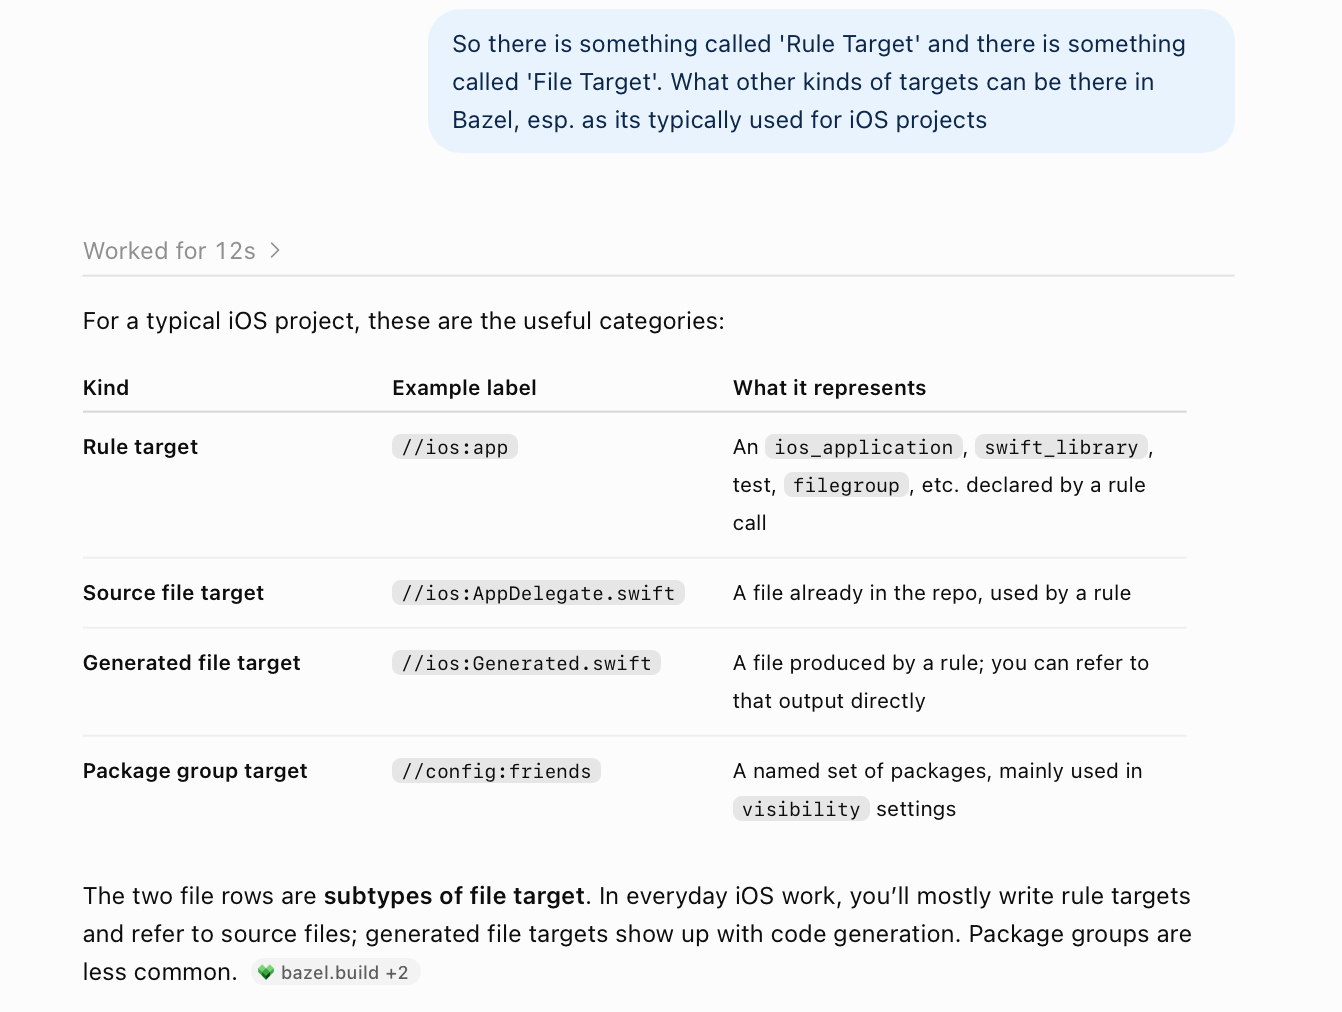 So there is something called 'Rule Target' and there is something
called 'File Target'. What other kinds of targets can be there in
Bazel, esp. as its typically used for iOS projects
Worked for 12s >
For a typical iOS project, these are the useful categories:
Kind Example label What it represents
Rule target //ios:app An ios_application, swift_library,
test, filegroup, etc. declared by a rule
call
Source file target //ios:AppDelegate.swift A file already in the repo, used by a rule
Generated file target //ios:Generated.swift A file produced by a rule; you can refer to
that output directly
Package group target //config:friends A named set of packages, mainly used in
visibility settings
The two file rows are subtypes of file target. In everyday iOS work, you’ll mostly write rule targets
and refer to source files; generated file targets show up with code generation. Package groups are
less common. bazel.build +2